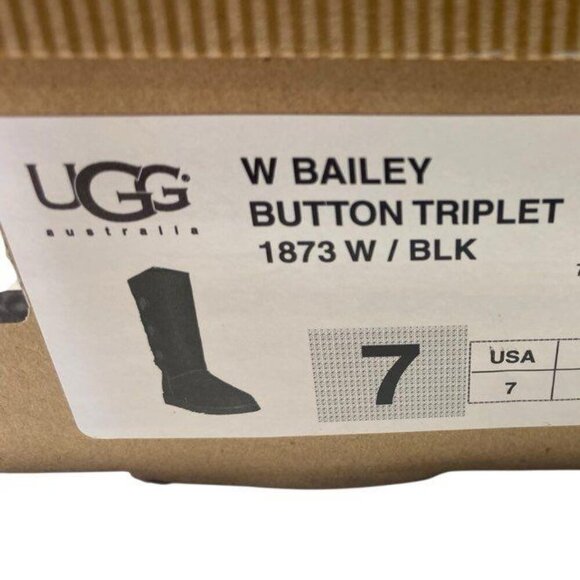 UGG
australia
W BAILEY
BUTTON TRIPLET
1873 W / BLK
7
USA
7